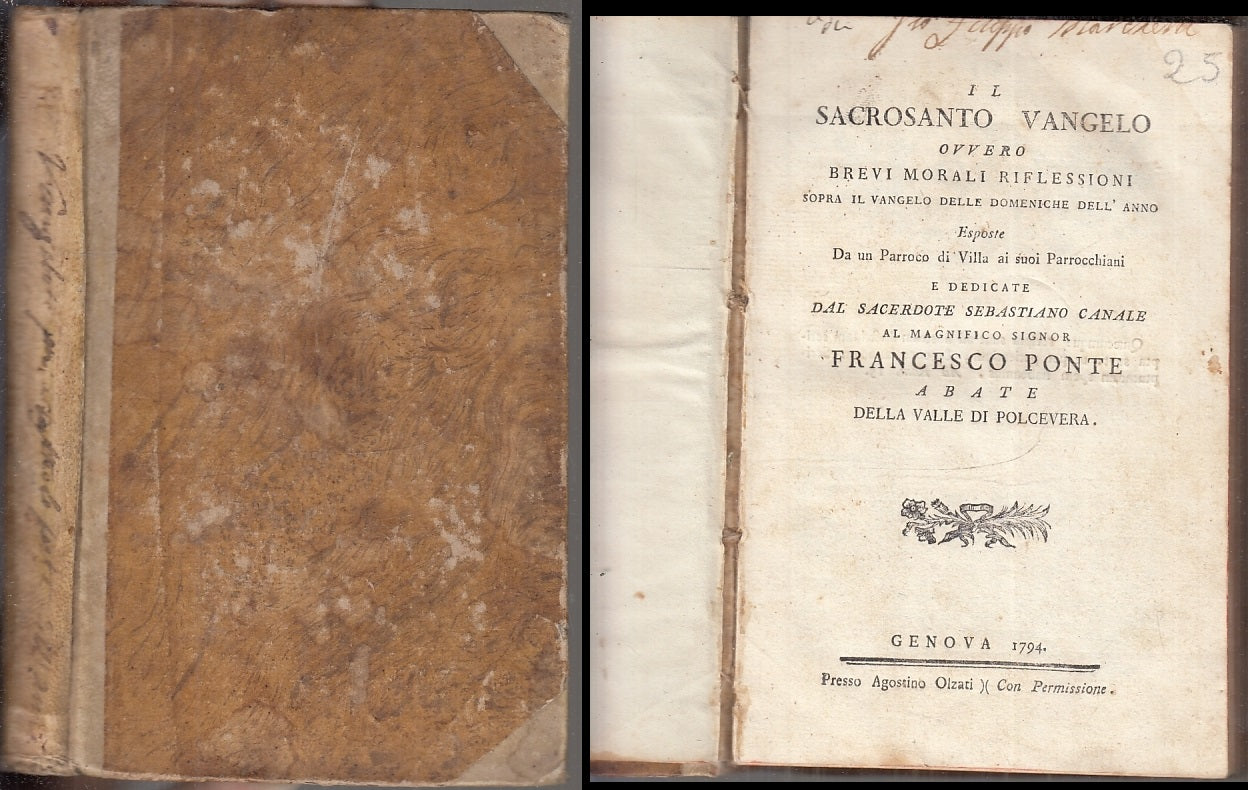 25
IL
SACROSANTO VANGELO
OVVERO
BREVI MORALI RIFLESSIONI
SOPRA IL VANGELO DELLE DOMENICHE DELL' ANNO
Esposte
Da un Parroco di Villa ai suoi Parrocchiani
E DEDICATE
DAL SACERDOTE SEBASTIANO CANALE
AL MAGNIFICO SIGNOR
FRANCESCO PONTE
ABATE
DELLA VALLE DI POLCEVERA.
GENOVA 1794.
Presso Agostino Olzati )( Con Permissione.